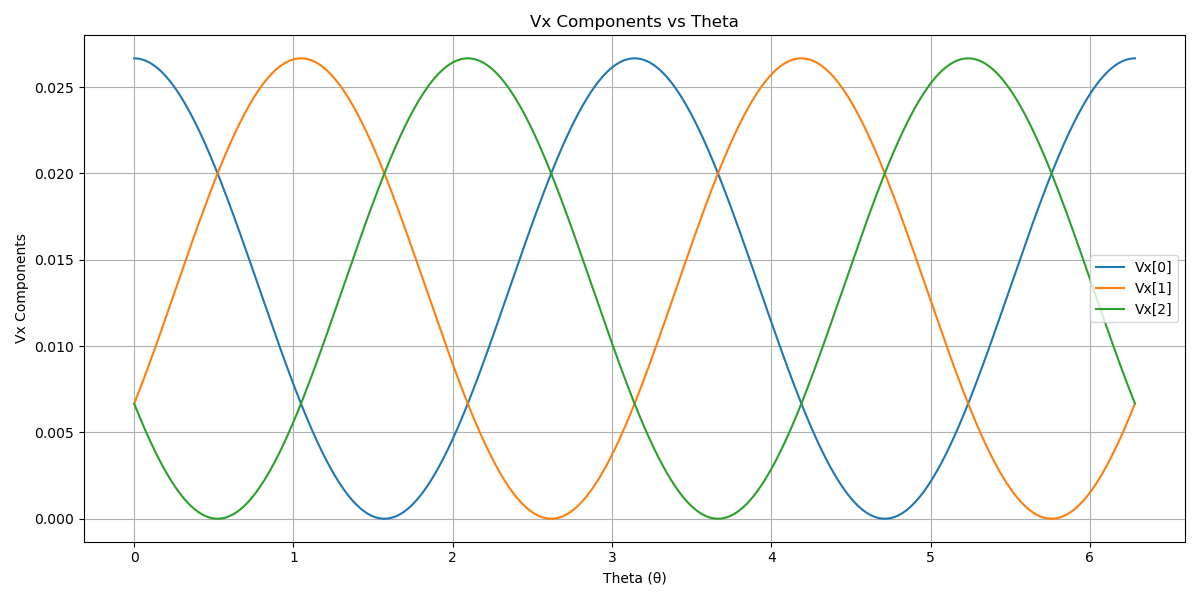 Vx Components vs Theta
Vx Components
0.025
0.020
0.015
0.010
0.005
0.000
Vx[0]
Vx[1]
Vx[2]
0 1 2 3 4 5 6
Theta (θ)